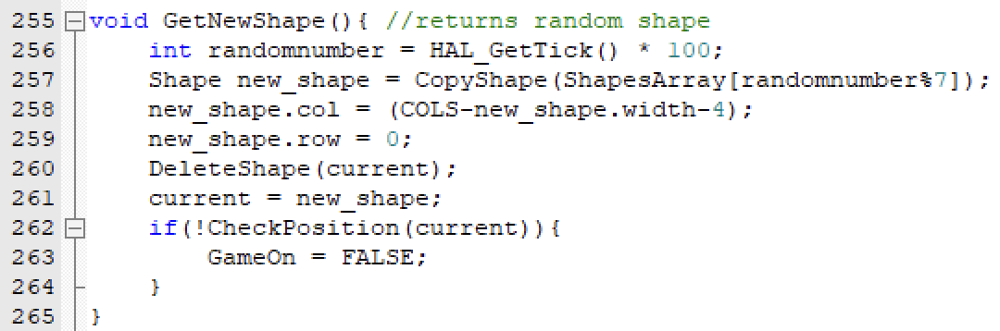 255 void GetNewShape(){ //returns random shape
256     int randomnumber = HAL_GetTick() * 100;
257     Shape new_shape = CopyShape(ShapesArray[randomnumber%7]);
258     new_shape.col = (COLS-new_shape.width-4);
259     new_shape.row = 0;
260     DeleteShape(current);
261     current = new_shape;
262     if(!CheckPosition(current)){
263         GameOn = FALSE;
264     }
265 }